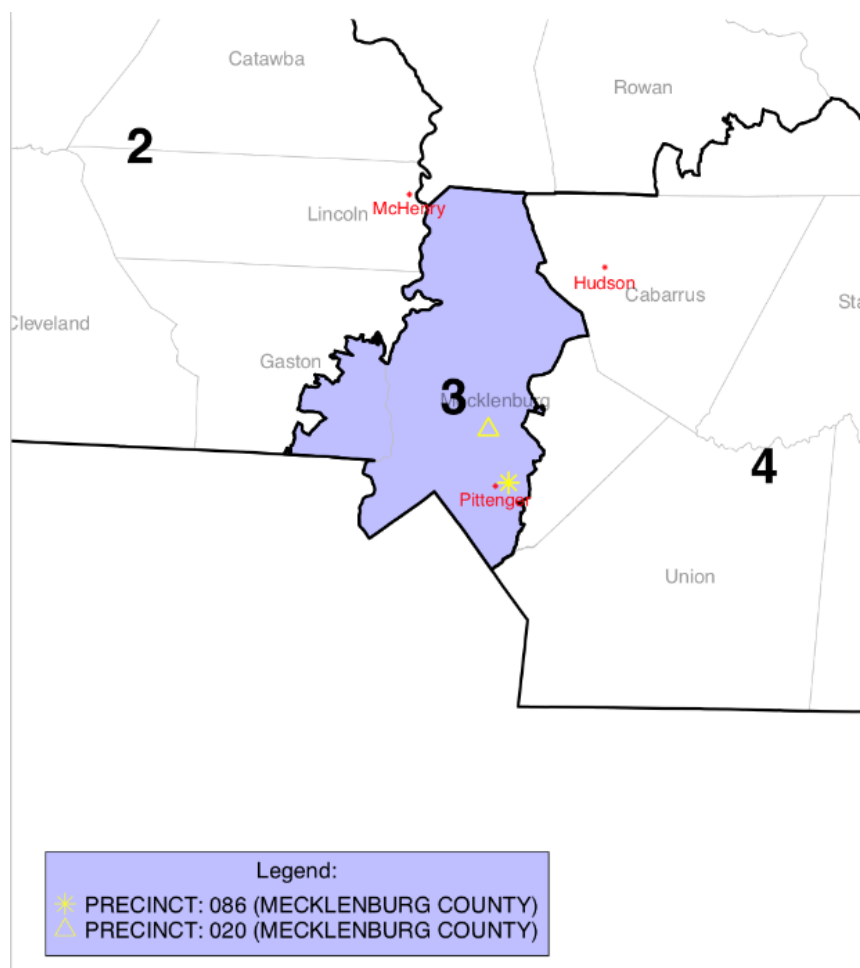 Catawba
Rowan
2
McHenry
Lincoln
Hudson
Cabarrus
Sta
Cleveland
Gaston
3
Mecklenburg
4
Pittenger
Union
Legend:
PRECINCT: 086 (MECKLENBURG COUNTY)
PRECINCT: 020 (MECKLENBURG COUNTY)